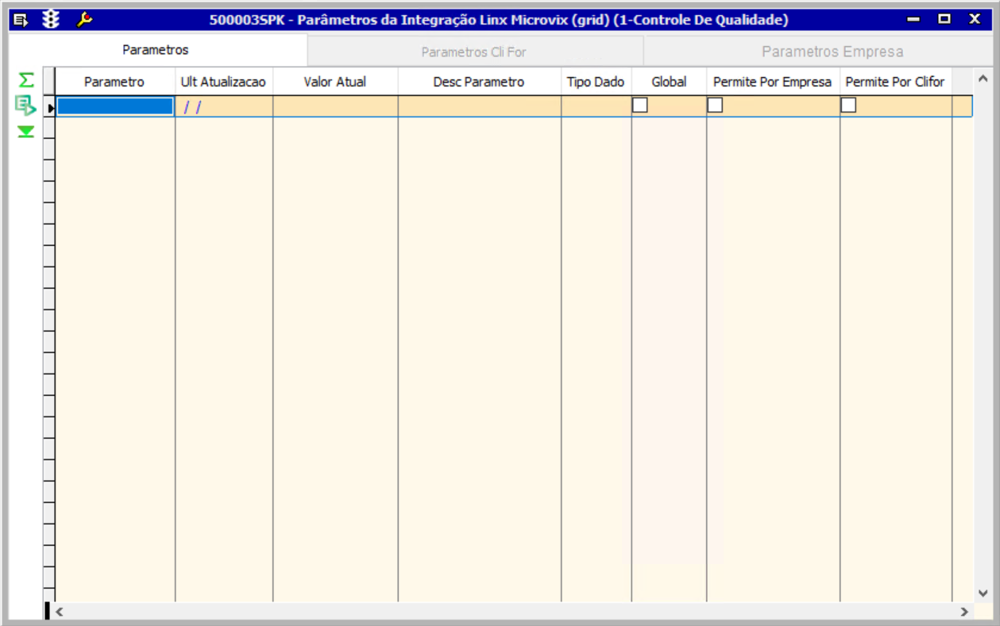 500003SPK - Parâmetros da Integração Linx Microvix (grid) (1-Controle De Qualidade)
Parametros Parametros Cli For Parametros Empresa
Parametro Ult Atualizacao Valor Atual Desc Parametro Tipo Dado Global Permite Por Empresa Permite Por Clifor
/ /